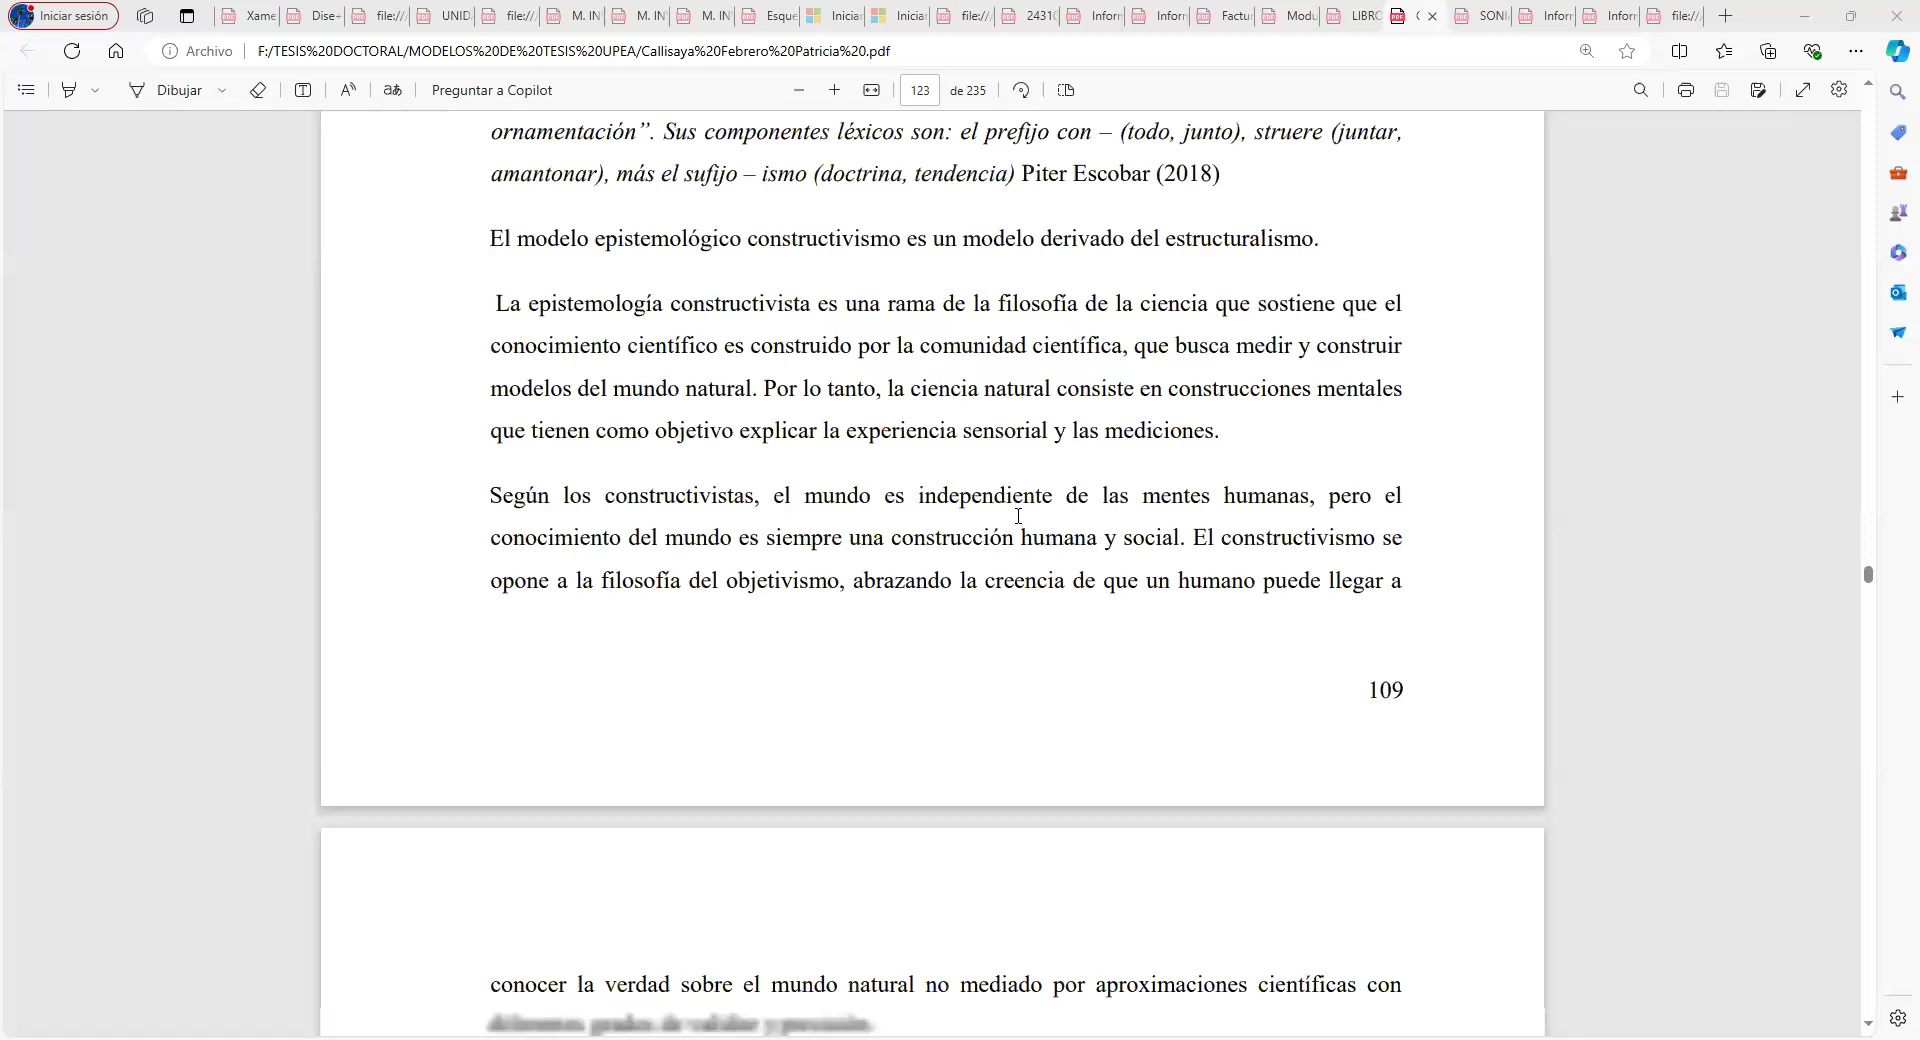 Iniciar sesión
Xame
Dise+
file://
UNID
file://
M. IN
M. IN
M. IN
Esque
Iniciar
Iniciar
file://
2431
Inform
Inform
Factu
Modu
LIBRO
SONI
Inform
Inform
file://
Archivo
F:/TESIS%20DOCTORAL/MODELOS%20DE%20TESIS%20UPEA/Callisaya%20Febrero%20Patricia%20.pdf
Dibujar
aあ
Preguntar a Copilot
123 de 235
ornamentación”. Sus componentes léxicos son: el prefijo con – (todo, junto), struere (juntar,
amantonar), más el sufijo – ismo (doctrina, tendencia) Piter Escobar (2018)
El modelo epistemológico constructivismo es un modelo derivado del estructuralismo.
La epistemología constructivista es una rama de la filosofía de la ciencia que sostiene que el
conocimiento científico es construido por la comunidad científica, que busca medir y construir
modelos del mundo natural. Por lo tanto, la ciencia natural consiste en construcciones mentales
que tienen como objetivo explicar la experiencia sensorial y las mediciones.
Según los constructivistas, el mundo es independiente de las mentes humanas, pero el
conocimiento del mundo es siempre una construcción humana y social. El constructivismo se
opone a la filosofía del objetivismo, abrazando la creencia de que un humano puede llegar a
109
conocer la verdad sobre el mundo natural no mediado por aproximaciones científicas con